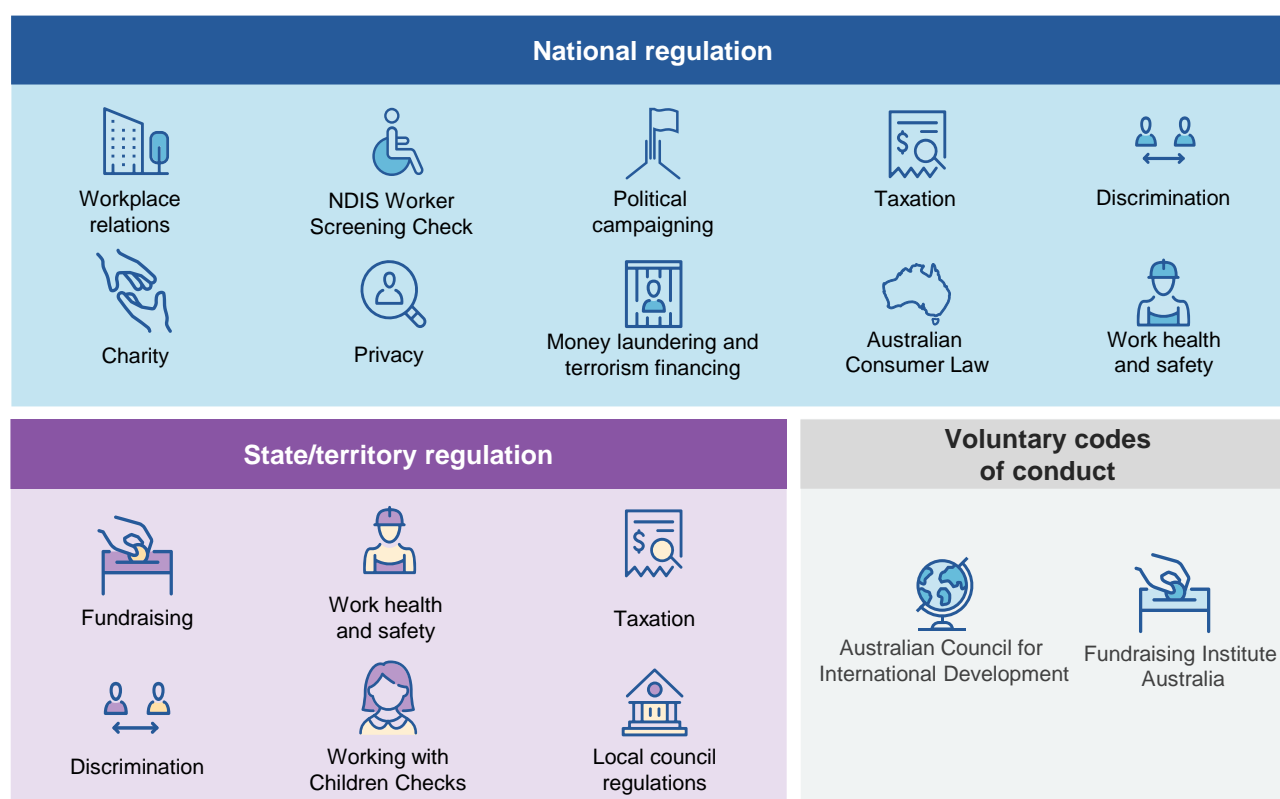 National regulation
Workplace
relations
NDIS Worker
Screening Check
Political
campaigning
Taxation
Discrimination
Charity
Privacy
Money laundering and
terrorism financing
Australian
Consumer Law
Work health
and safety
State/territory regulation
Fundraising
Work health
and safety
Taxation
Discrimination
Working with
Children Checks
Local council
regulations
Voluntary codes
of conduct
Australian Council for
International Development
Fundraising Institute
Australia